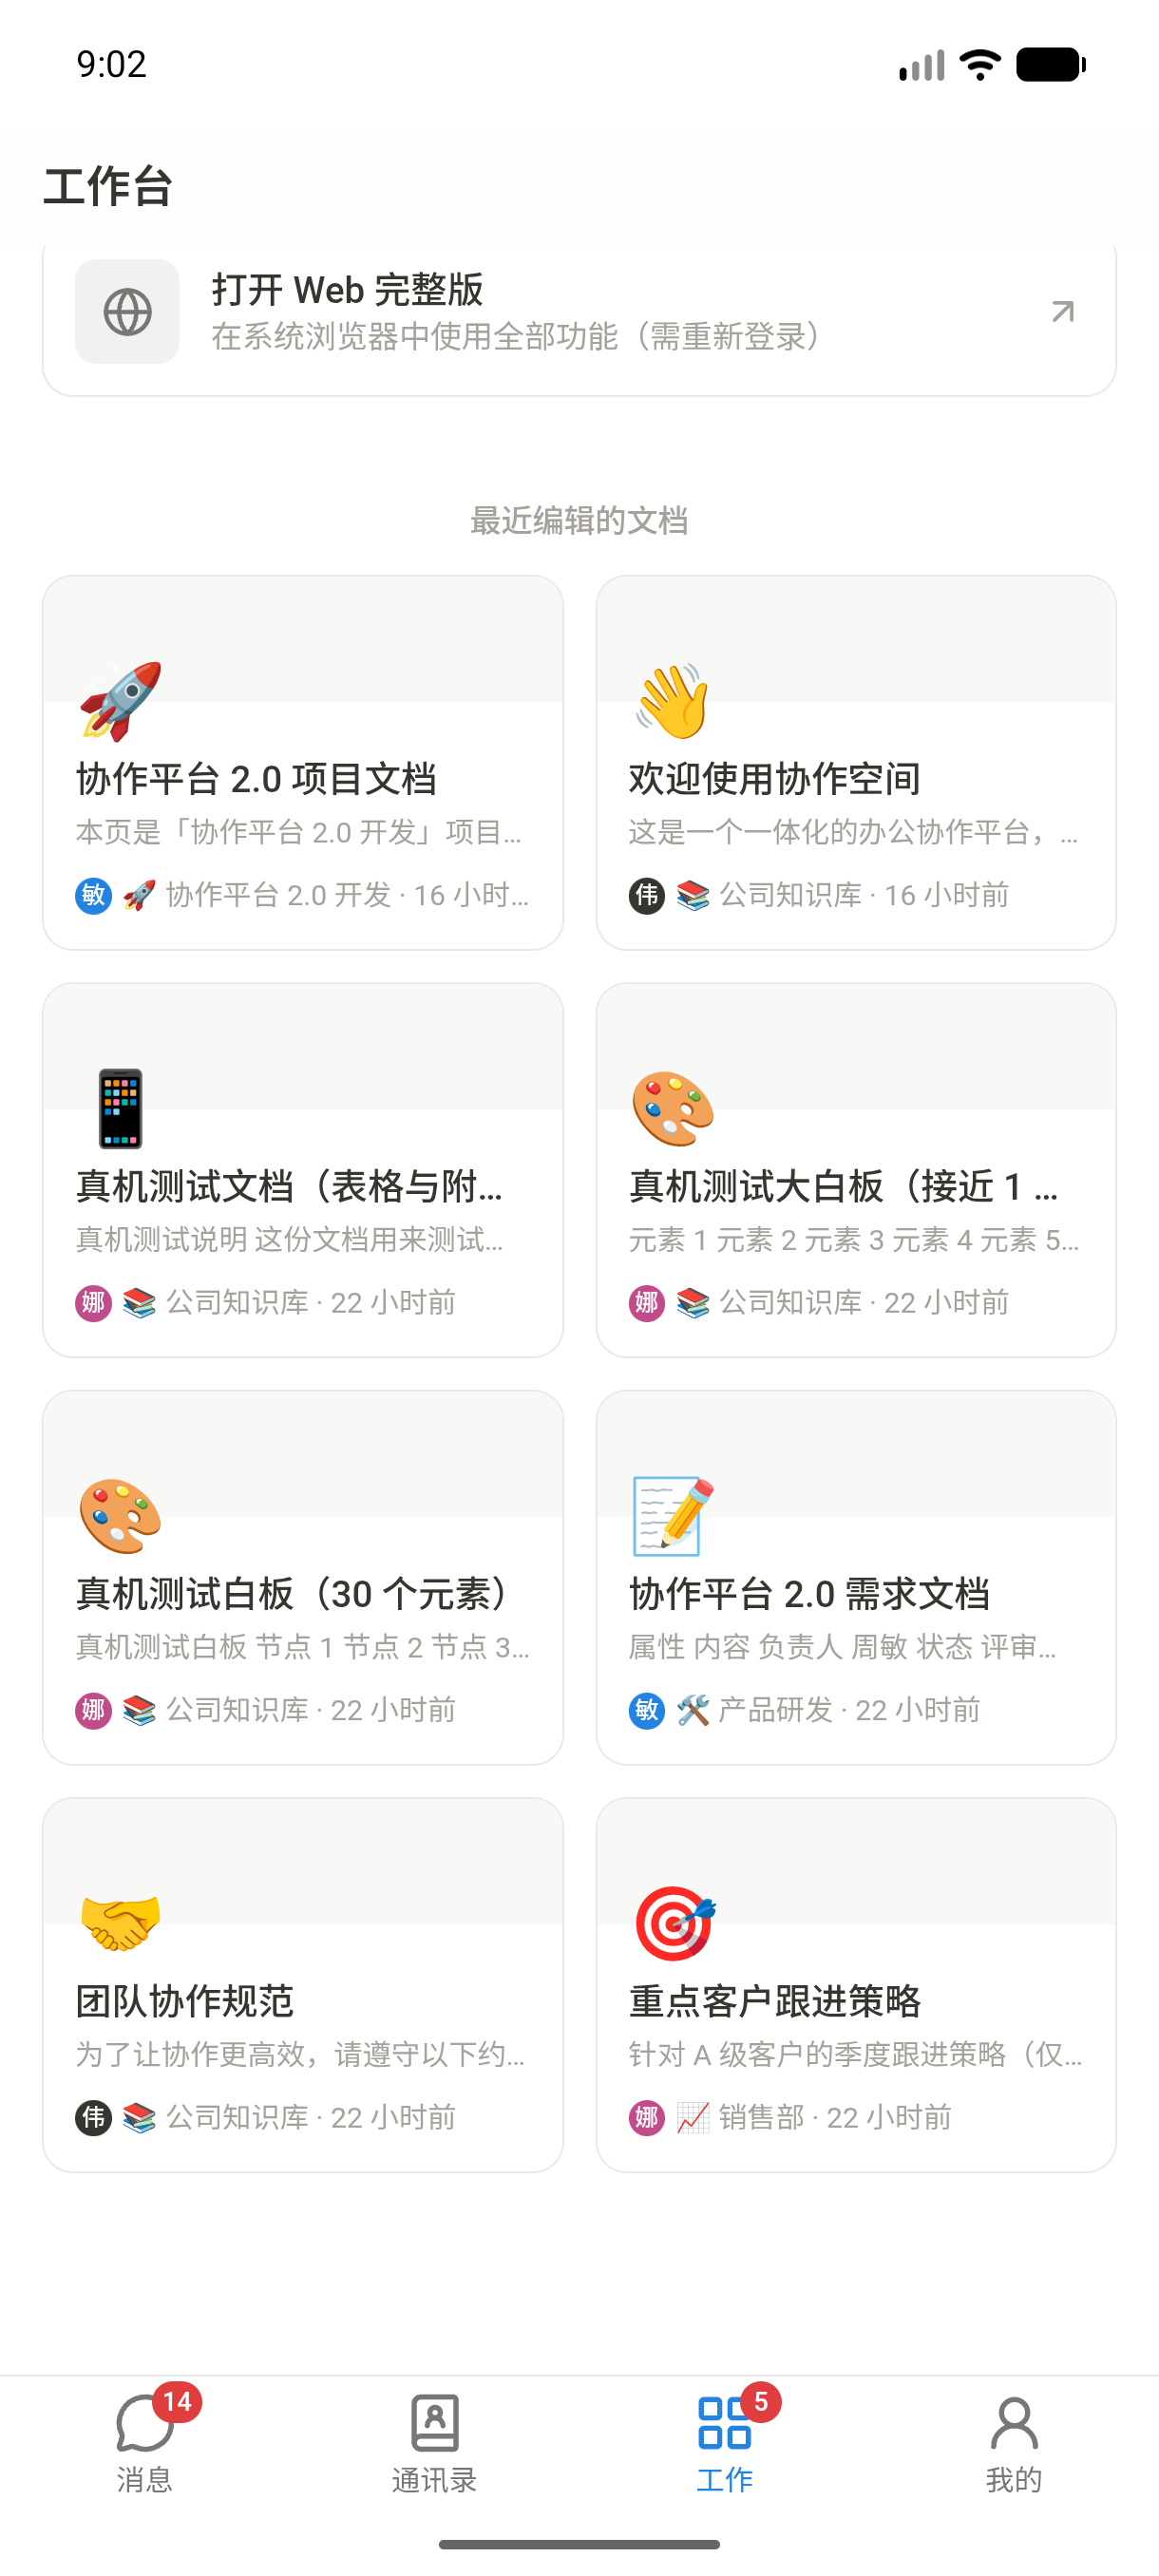 9:02
工作台
打开 Web 完整版
在系统浏览器中使用全部功能（需重新登录）
最近编辑的文档
协作平台 2.0 项目文档
本页是「协作平台 2.0 开发」项目...
敏 协作平台 2.0 开发 · 16 小时...
欢迎使用协作空间
这是一个一体化的办公协作平台，...
伟 公司知识库 · 16 小时前
真机测试文档（表格与附...
真机测试说明 这份文档用来测试...
娜 公司知识库 · 22 小时前
真机测试大白板（接近 1 ...
元素 1 元素 2 元素 3 元素 4 元素 5...
娜 公司知识库 · 22 小时前
真机测试白板（30 个元素）
真机测试白板 节点 1 节点 2 节点 3...
娜 公司知识库 · 22 小时前
协作平台 2.0 需求文档
属性 内容 负责人 周敏 状态 评审...
敏 产品研发 · 22 小时前
团队协作规范
为了让协作更高效，请遵守以下约...
伟 公司知识库 · 22 小时前
重点客户跟进策略
针对 A 级客户的季度跟进策略（仅...
娜 销售部 · 22 小时前
14
5
消息
通讯录
工作
我的